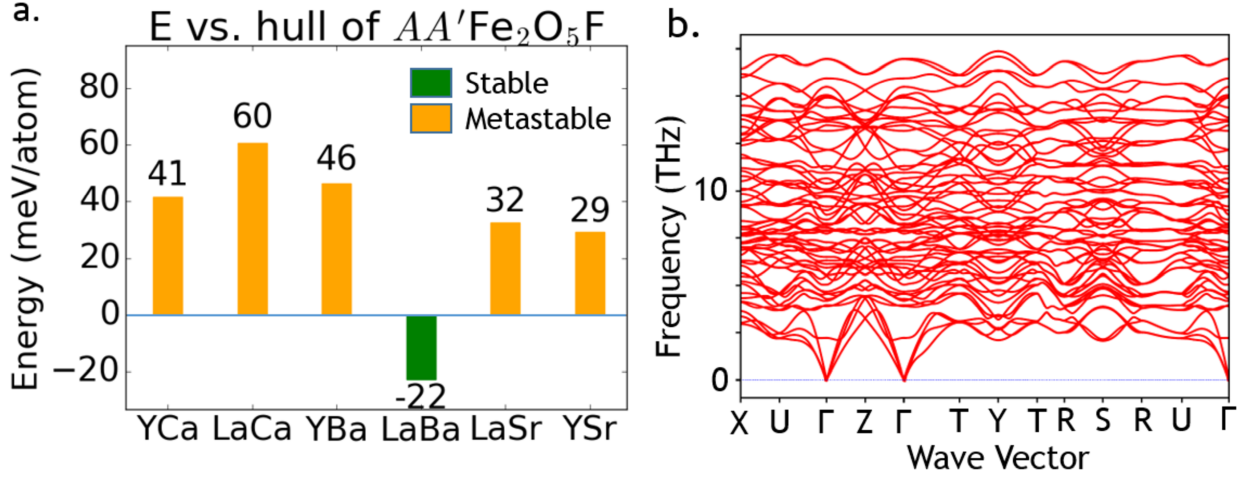 a.
E vs. hull of AA′Fe₂O₅F
Energy (meV/atom)
80
60
40
20
0
−20
Stable
Metastable
41
60
46
-22
32
29
YCa LaCa YBa LaBa LaSr YSr
b.
Frequency (THz)
10
0
X U Γ Z Γ T Y T R S R U Γ
Wave Vector